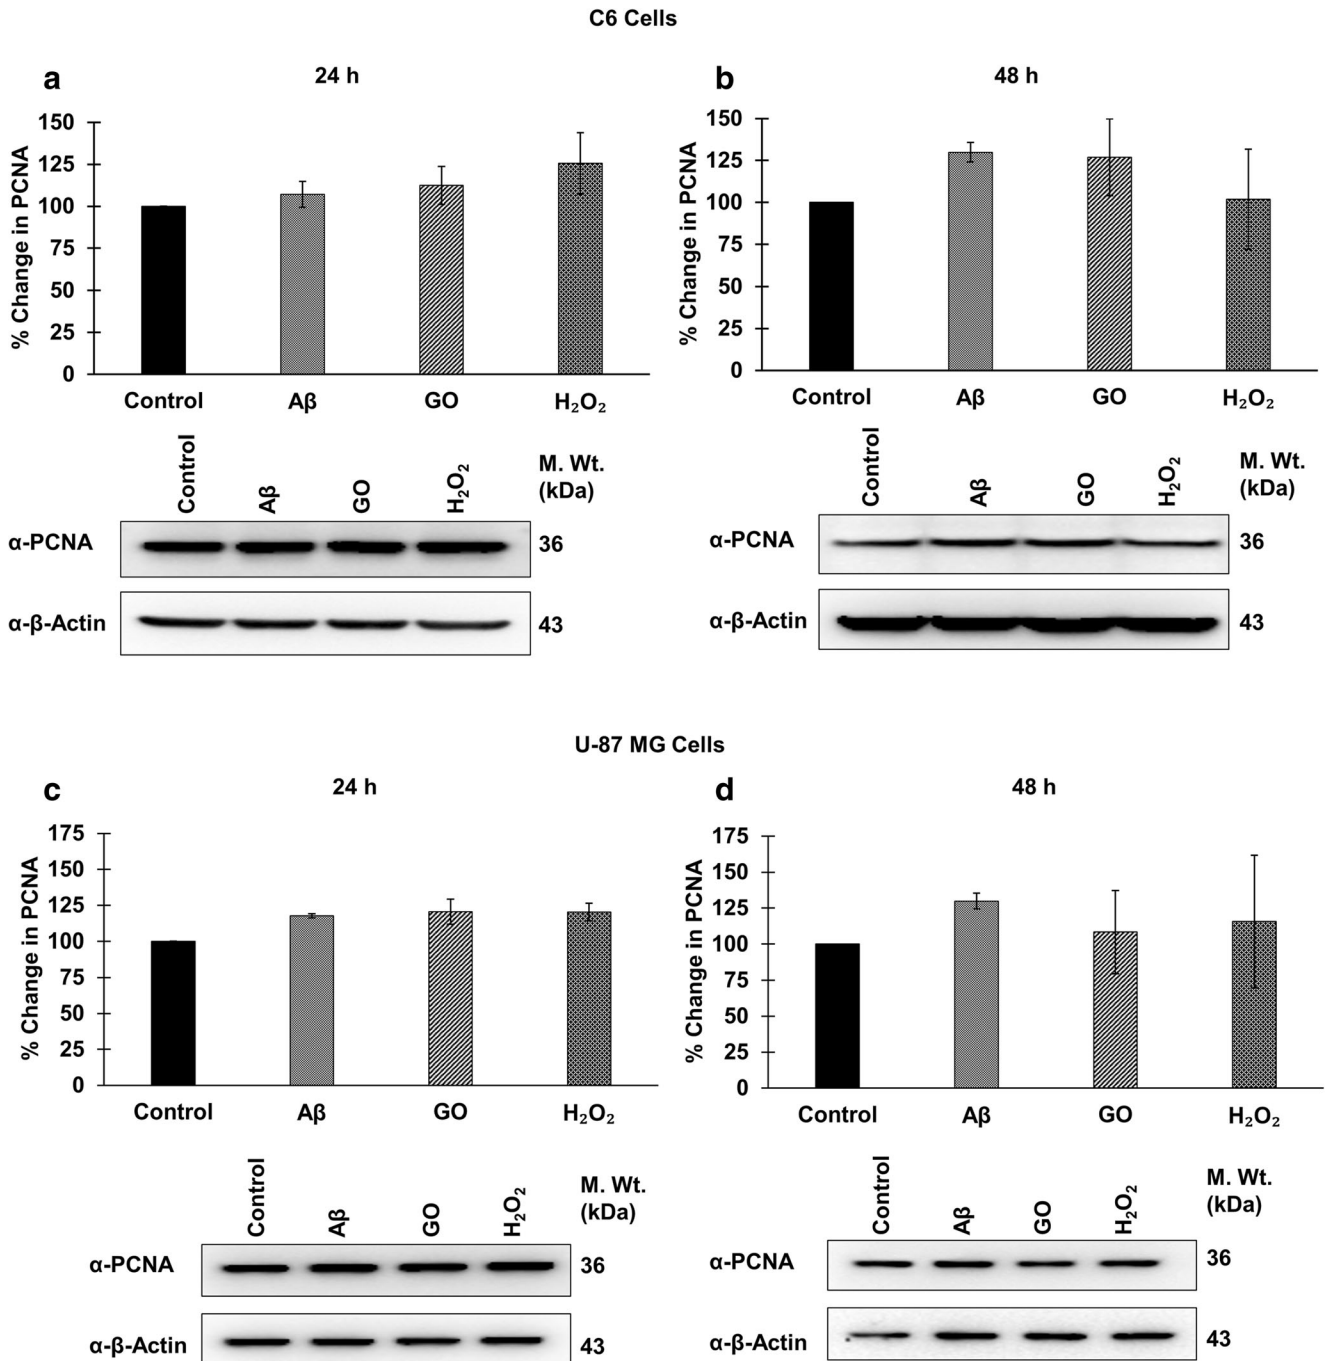 C6 Cells
a
24 h
% Change in PCNA
150
125
100
75
50
25
0
Control Aβ GO H₂O₂
Control Aβ GO H₂O₂ M. Wt.
(kDa)
α-PCNA 36
α-β-Actin 43
b
48 h
% Change in PCNA
150
125
100
75
50
25
0
Control Aβ GO H₂O₂
Control Aβ GO H₂O₂ M. Wt.
(kDa)
α-PCNA 36
α-β-Actin 43
U-87 MG Cells
c
24 h
% Change in PCNA
175
150
125
100
75
50
25
0
Control Aβ GO H₂O₂
Control Aβ GO H₂O₂ M. Wt.
(kDa)
α-PCNA 36
α-β-Actin 43
d
48 h
% Change in PCNA
175
150
125
100
75
50
25
0
Control Aβ GO H₂O₂
Control Aβ GO H₂O₂ M. Wt.
(kDa)
α-PCNA 36
α-β-Actin 43